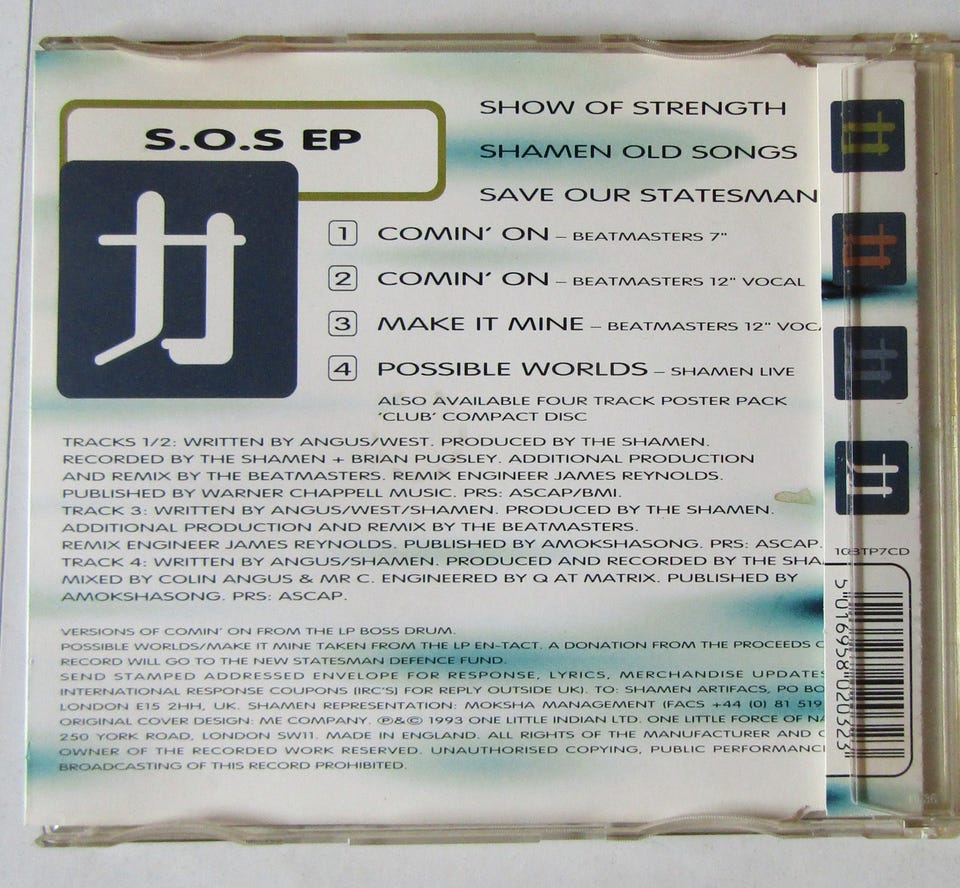 S.O.S EP
SHOW OF STRENGTH
SHAMEN OLD SONGS
SAVE OUR STATESMAN
1 COMIN' ON – BEATMASTERS 7"
2 COMIN' ON – BEATMASTERS 12" VOCAL
3 MAKE IT MINE – BEATMASTERS 12"
4 POSSIBLE WORLDS – SHAMEN LIVE
ALSO AVAILABLE FOUR TRACK POSTER PACK
'CLUB' COMPACT DISC
TRACKS 1/2: WRITTEN BY ANGUS/WEST. PRODUCED BY THE SHAMEN.
RECORDED BY THE SHAMEN + BRIAN PUGSLEY. ADDITIONAL PRODUCTION
AND REMIX BY THE BEATMASTERS. REMIX ENGINEER JAMES REYNOLDS.
PUBLISHED BY WARNER CHAPPELL MUSIC. PRS: ASCAP/BMI.
TRACK 3: WRITTEN BY ANGUS/WEST/SHAMEN. PRODUCED BY THE SHAMEN.
ADDITIONAL PRODUCTION AND REMIX BY THE BEATMASTERS.
REMIX ENGINEER JAMES REYNOLDS. PUBLISHED BY AMOKSHASONG. PRS: ASCAP.
TRACK 4: WRITTEN BY ANGUS/SHAMEN. PRODUCED AND RECORDED BY THE
MIXED BY COLIN ANGUS & MR C. ENGINEERED BY Q AT MATRIX. PUBLISHED BY
AMOKSHASONG. PRS: ASCAP.
VERSIONS OF COMIN' ON FROM THE LP BOSS DRUM.
POSSIBLE WORLDS/MAKE IT MINE TAKEN FROM THE LP EN-TACT. A DONATION FROM THE PROCEEDS
RECORD WILL GO TO THE NEW STATESMAN DEFENCE FUND.
SEND STAMPED ADDRESSED ENVELOPE FOR RESPONSE, LYRICS, MERCHANDISE UPDATES
INTERNATIONAL RESPONSE COUPONS (IRC'S) FOR REPLY OUTSIDE UK). TO: SHAMEN ARTIFACS, PO
LONDON E15 2HH, UK. SHAMEN REPRESENTATION: MOKSHA MANAGEMENT (FACS +44 (0) 81 519
ORIGINAL COVER DESIGN: ME COMPANY. ℗&© 1993 ONE LITTLE INDIAN LTD. ONE LITTLE FORCE OF
250 YORK ROAD, LONDON SW11. MADE IN ENGLAND. ALL RIGHTS OF THE MANUFACTURER AND
OWNER OF THE RECORDED WORK RESERVED. UNAUTHORISED COPYING, PUBLIC
BROADCASTING OF THIS RECORD PROHIBITED.
5 016958 020323